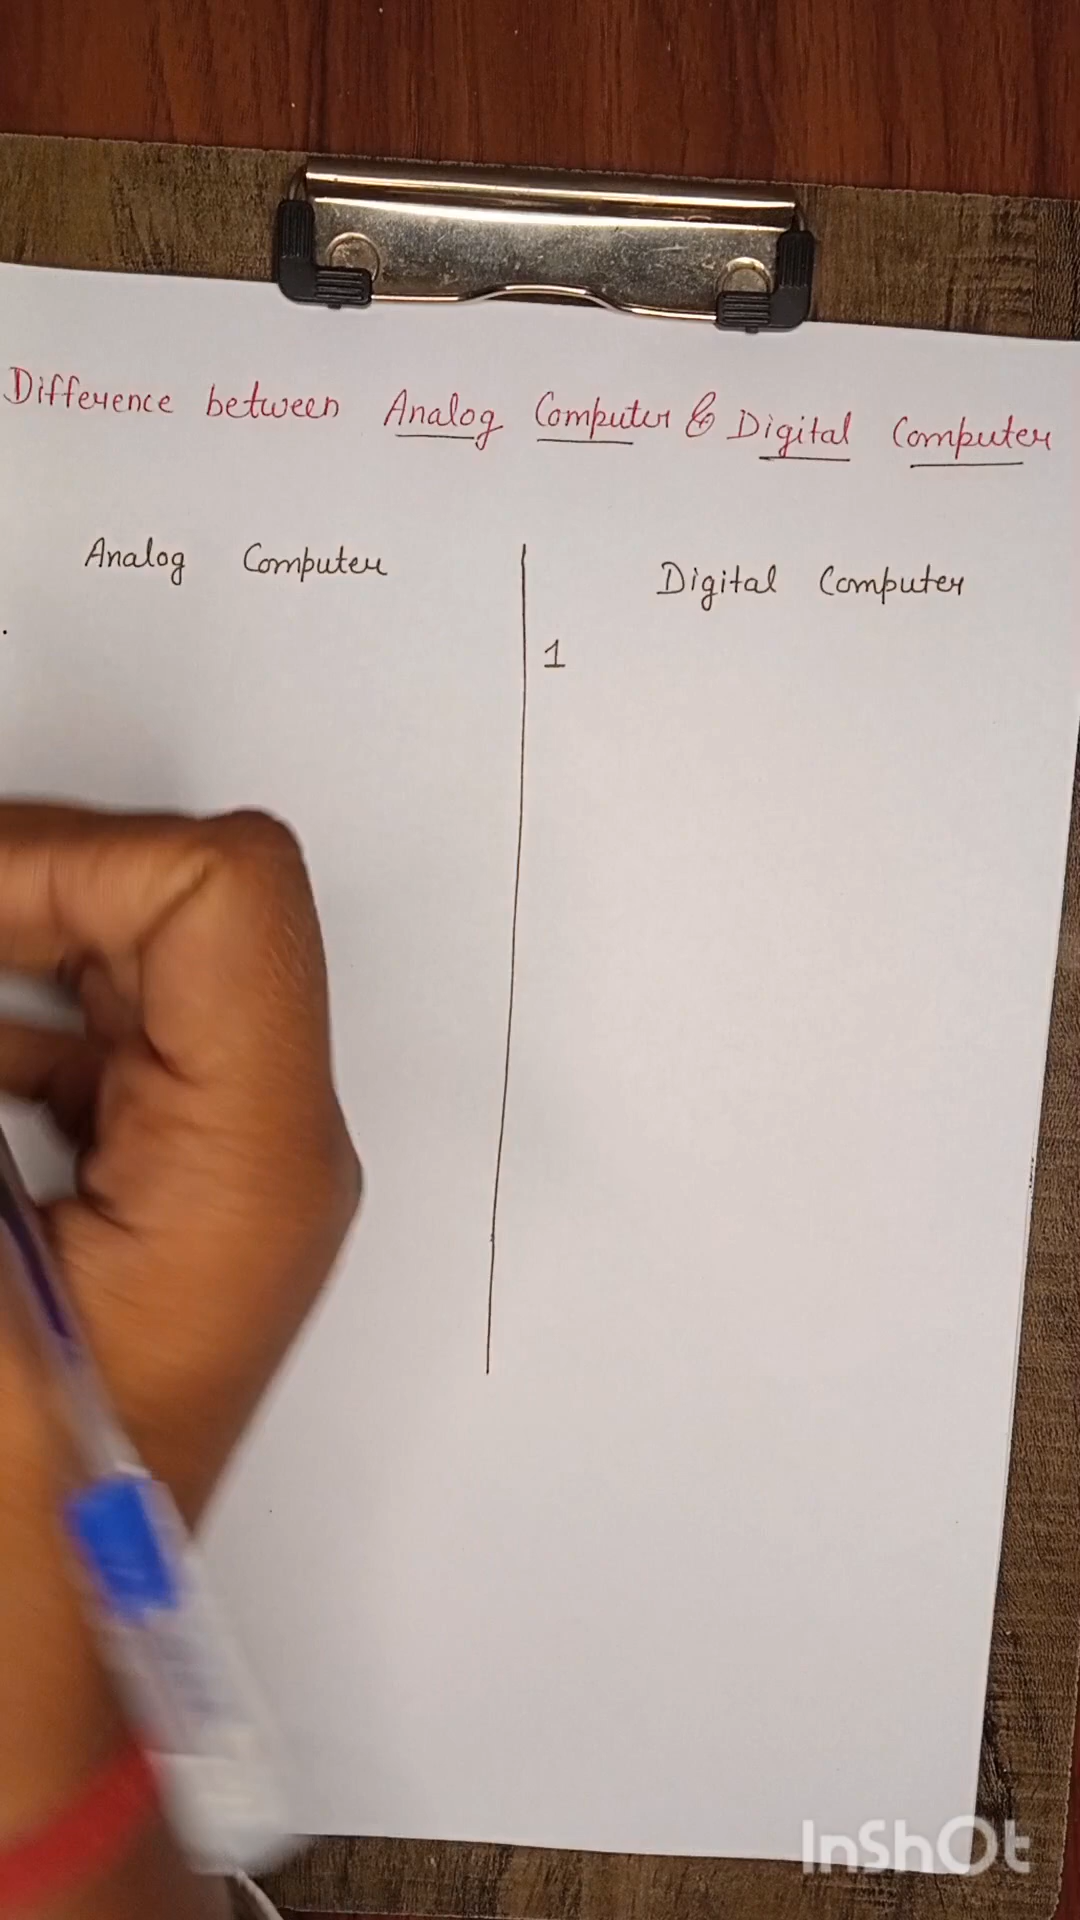 Difference between Analog Computer & Digital Computer
Analog Computer
Digital Computer
.
1
InShOt